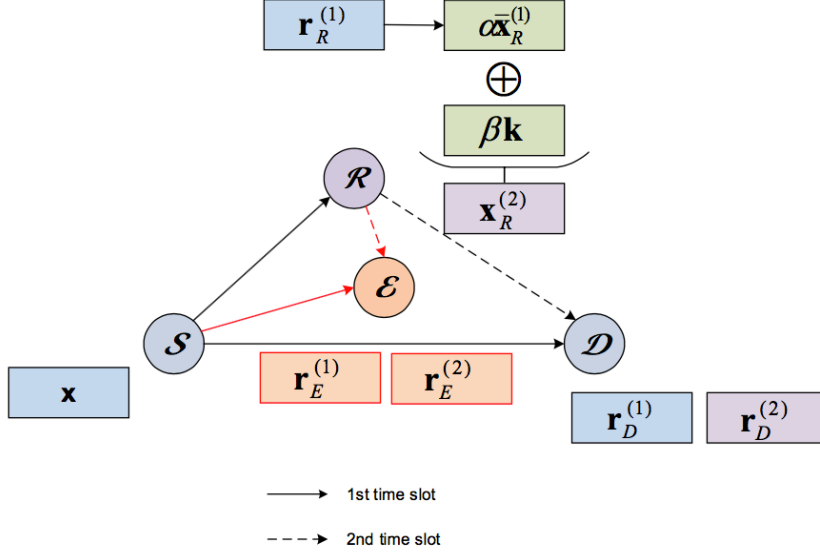 r_R^(1)
αx̄_R^(1)
⊕
βk
x_R^(2)
R
E
S
D
r_E^(1)
r_E^(2)
x
r_D^(1)
r_D^(2)
1st time slot
2nd time slot